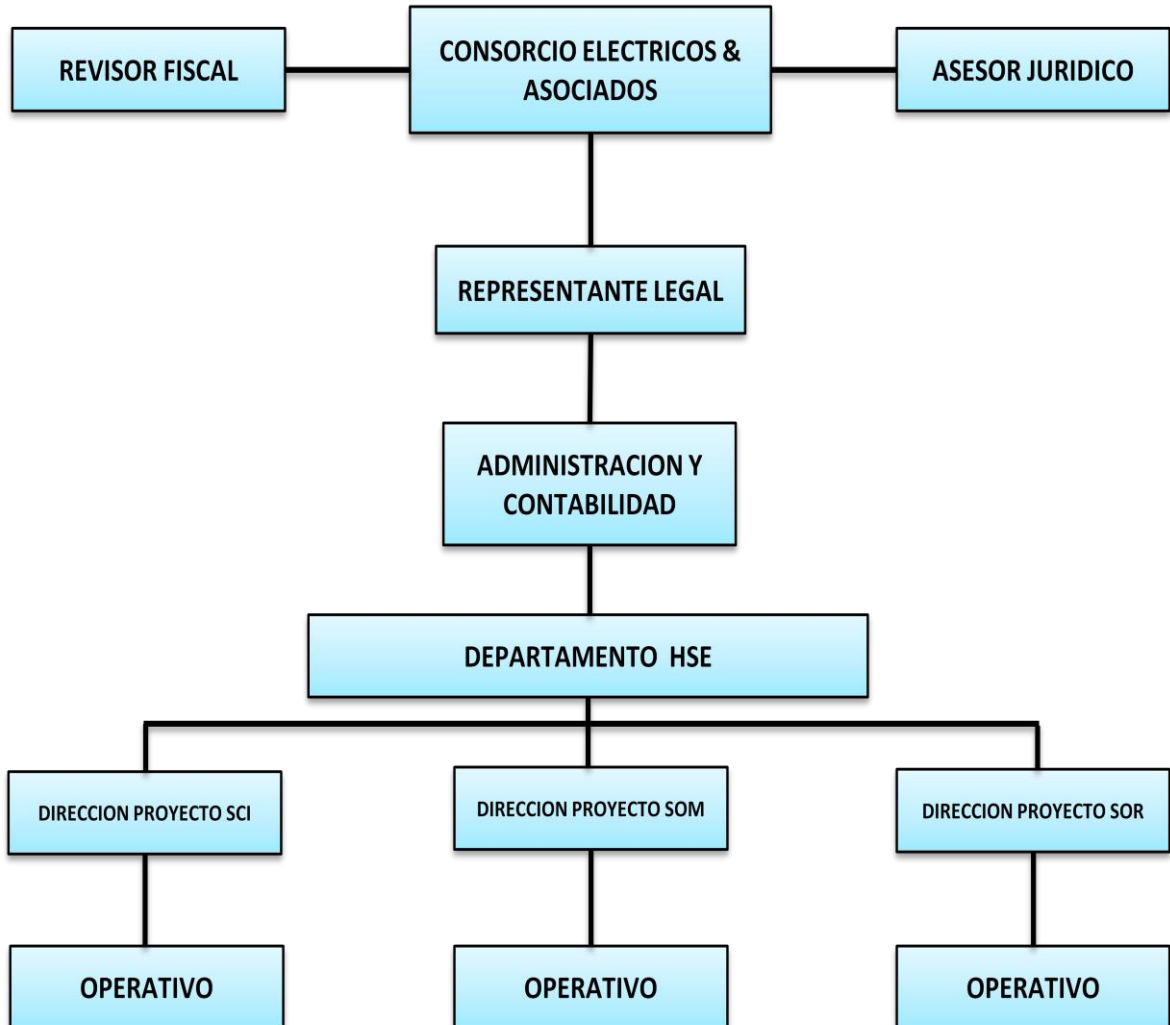 REVISOR FISCAL
CONSORCIO ELECTRICOS &
ASOCIADOS
ASESOR JURIDICO
REPRESENTANTE LEGAL
ADMINISTRACION Y
CONTABILIDAD
DEPARTAMENTO HSE
DIRECCION PROYECTO SCI
DIRECCION PROYECTO SOM
DIRECCION PROYECTO SOR
OPERATIVO
OPERATIVO
OPERATIVO